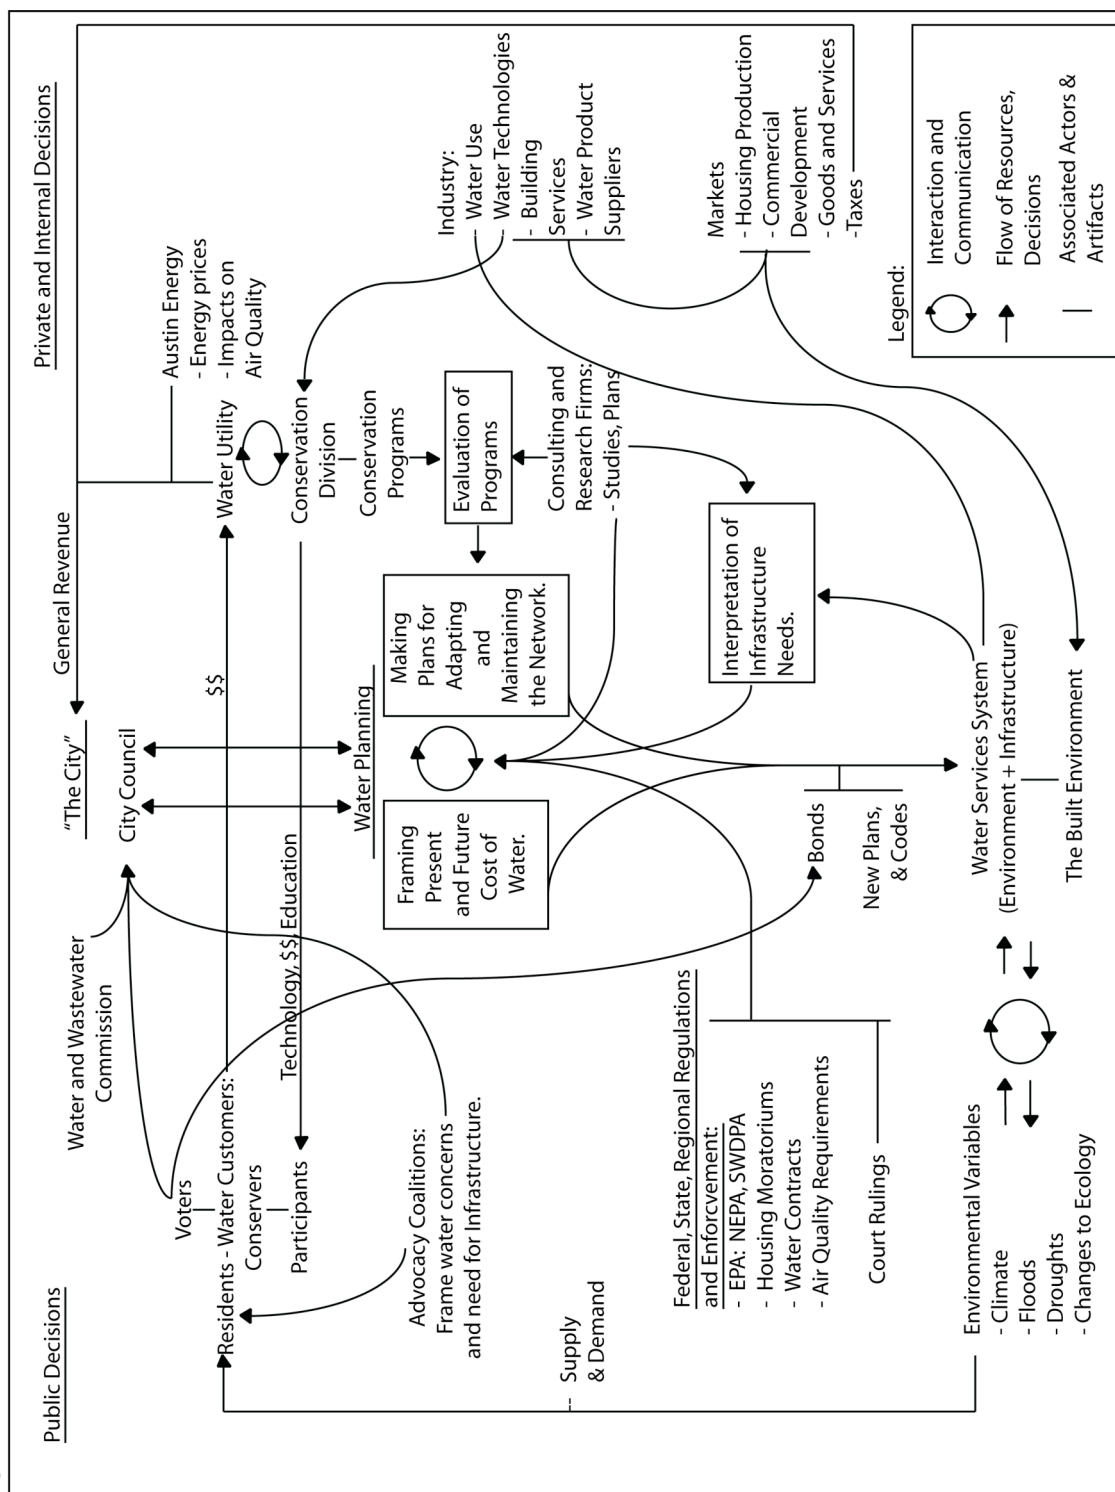 Public Decisions
Private and Internal Decisions
General Revenue
"The City"
City Council
Water and Wastewater
Commission
Voters
Residents - Water Customers:
Conservers
Participants
$$
Technology, $$, Education
Advocacy Coalitions:
Frame water concerns
and need for Infrastructure.
Austin Energy
- Energy prices
- Impacts on
Air Quality
Water Utility
Conservation
Division
Conservation
Programs
Evaluation of
Programs
Consulting and
Research Firms:
- Studies, Plans
Industry:
- Water Use
- Water Technologies
- Building
Services
- Water Product
Suppliers
Markets
- Housing Production
- Commercial
Development
- Goods and Services
-Taxes
Water Planning
Framing
Present
and Future
Cost of
Water.
Making
Plans for
Adapting
and
Maintaining
the Network.
Interpretation of
Infrastructure
Needs.
Supply
& Demand
Federal, State, Regional Regulations
and Enforcvement:
- EPA: NEPA, SWDPA
- Housing Moratoriums
- Water Contracts
- Air Quality Requirements
Court Rulings
Bonds
New Plans,
& Codes
Environmental Variables
- Climate
- Floods
- Droughts
- Changes to Ecology
Water Services System
(Environment + Infrastructure)
The Built Environment
Legend:
Interaction and
Communication
Flow of Resources,
Decisions
Associated Actors &
Artifacts